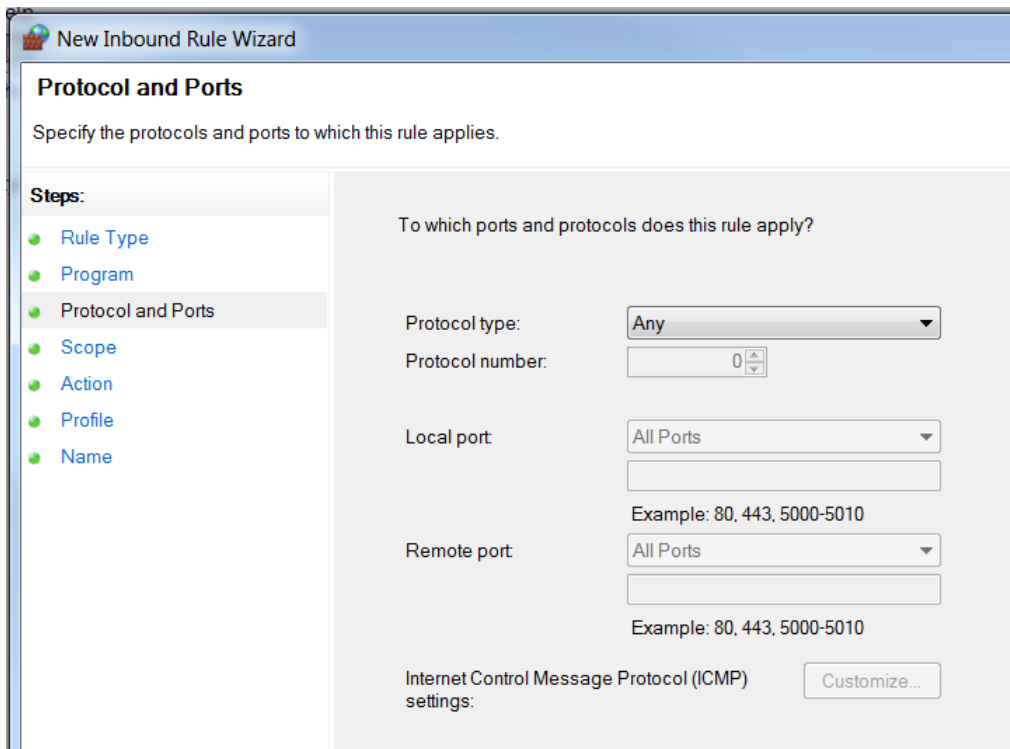 New Inbound Rule Wizard
Protocol and Ports
Specify the protocols and ports to which this rule applies.
Steps:
Rule Type
Program
Protocol and Ports
Scope
Action
Profile
Name
To which ports and protocols does this rule apply?
Protocol type: Any
Protocol number: 0
Local port: All Ports
Example: 80, 443, 5000-5010
Remote port: All Ports
Example: 80, 443, 5000-5010
Internet Control Message Protocol (ICMP) Customize...
settings: